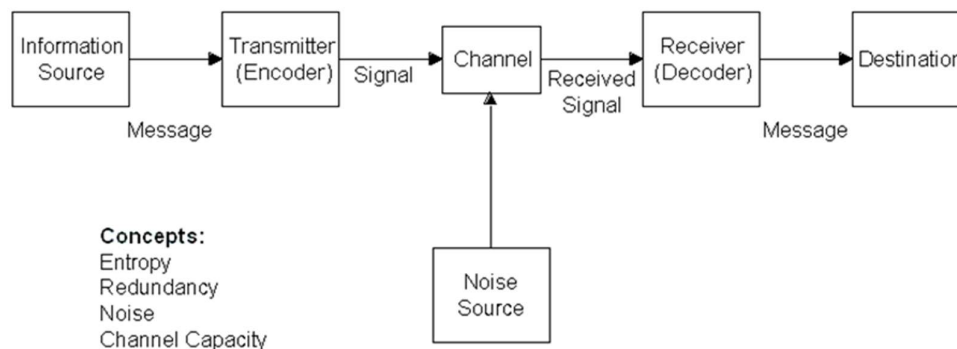 Information
Source
Transmitter
(Encoder)
Channel
Receiver
(Decoder)
Destination
Message
Signal
Received
Signal
Message
Noise
Source
Concepts:
Entropy
Redundancy
Noise
Channel Capacity